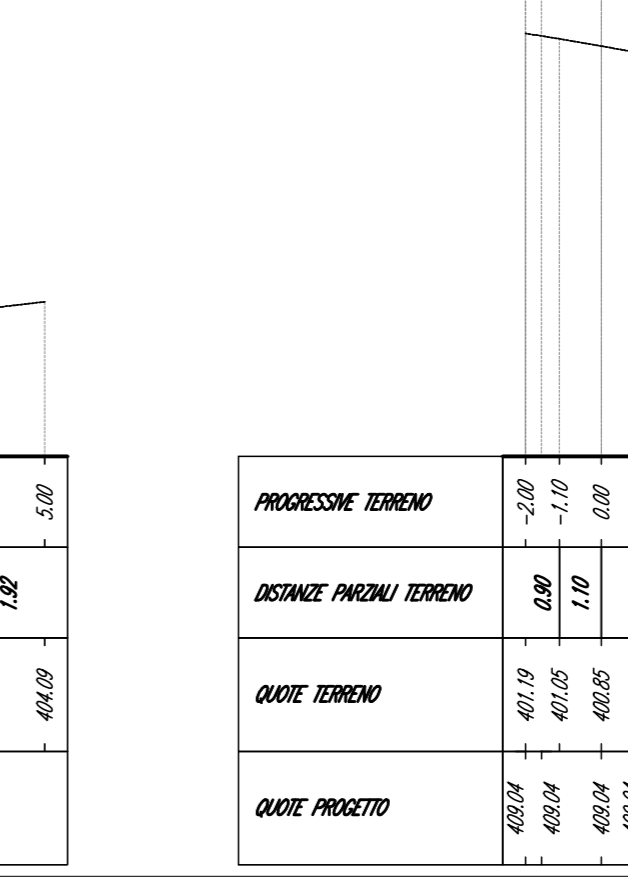 5.00
1.92
404.09
PROGRESSIVE TERRENO -2.00 -1.10 0.00
DISTANZE PARZIALI TERRENO 0.90 1.10
QUOTE TERRENO 401.19 401.05 400.85
QUOTE PROGETTO 409.04 409.04 409.04